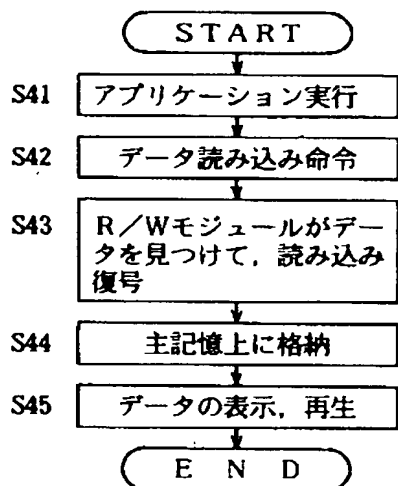 START
S41 アプリケーション実行
S42 データ読み込み命令
S43 R/Wモジュールがデー
タを見つけて,読み込み
復号
S44 主記憶上に格納
S45 データの表示,再生
END